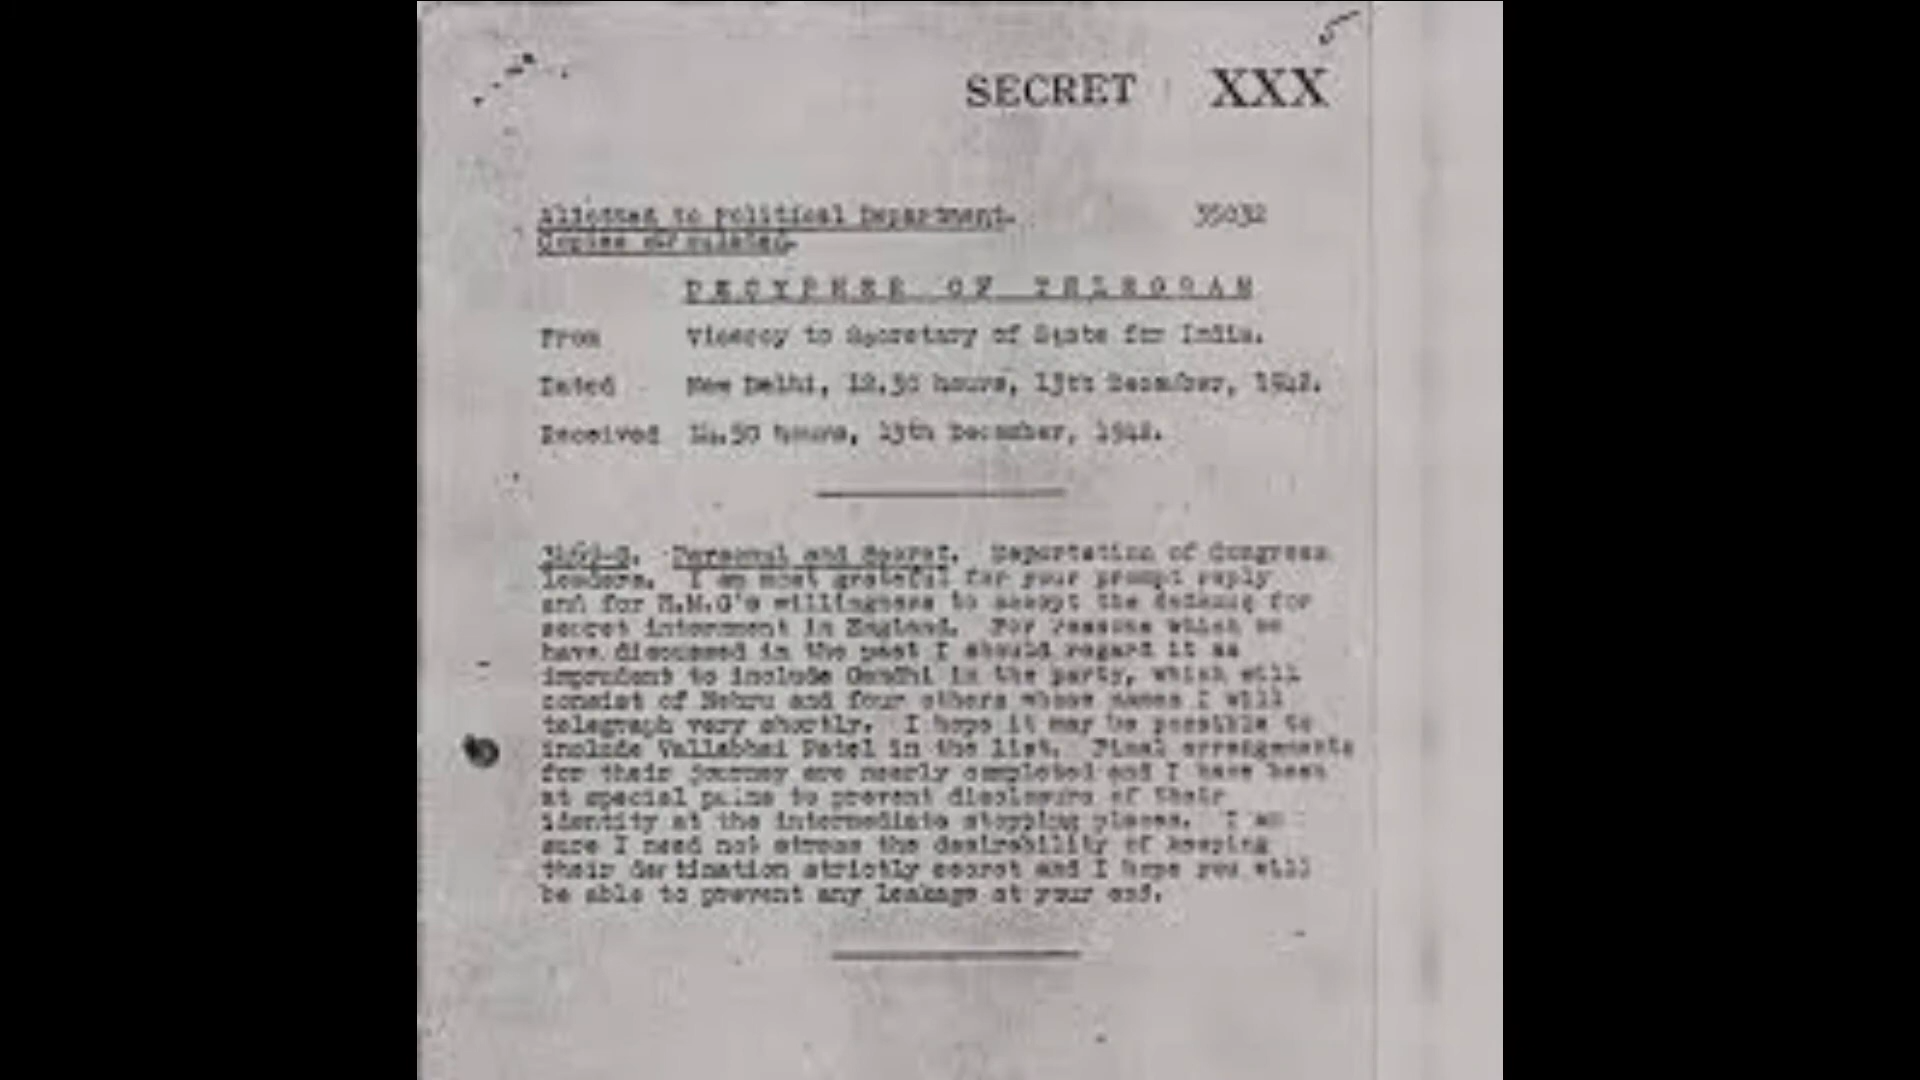 SECRET XXX
Allotted to Political Department. 35032
Copies circulated.
DECYPHER OF TELEGRAM
From Viceroy to Secretary of State for India.
Dated New Delhi, 12.30 hours, 13th December, 1942.
Received 14.50 hours, 13th December, 1942.
Personal and Secret. Deportation of Congress
leaders. I am most grateful for your prompt reply
and for H.M.G's willingness to accept the for
secret internment in England. For reasons which we
have discussed in the past I should regard it as
imprudent to include Gandhi in the party, which will
consist of Nehru and four others whose names I will
telegraph very shortly. I hope it may be possible to
include Vallabhai Patel in the list. Final arrangements
for their journey are nearly completed and I have been
at special pains to prevent disclosure of their
identity at the intermediate stopping places. I am
sure I need not stress the desirability of keeping
their destination strictly secret and I hope you will
be able to prevent any leakage at your end.